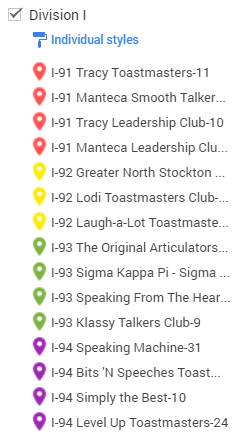 Division I
Individual styles
I-91 Tracy Toastmasters-11
I-91 Manteca Smooth Talker...
I-91 Tracy Leadership Club-10
I-91 Manteca Leadership Clu...
I-92 Greater North Stockton ...
I-92 Lodi Toastmasters Club-...
I-92 Laugh-a-Lot Toastmaste...
I-93 The Original Articulators...
I-93 Sigma Kappa Pi - Sigma ...
I-93 Speaking From The Hear...
I-93 Klassy Talkers Club-9
I-94 Speaking Machine-31
I-94 Bits 'N Speeches Toast...
I-94 Simply the Best-10
I-94 Level Up Toastmasters-24